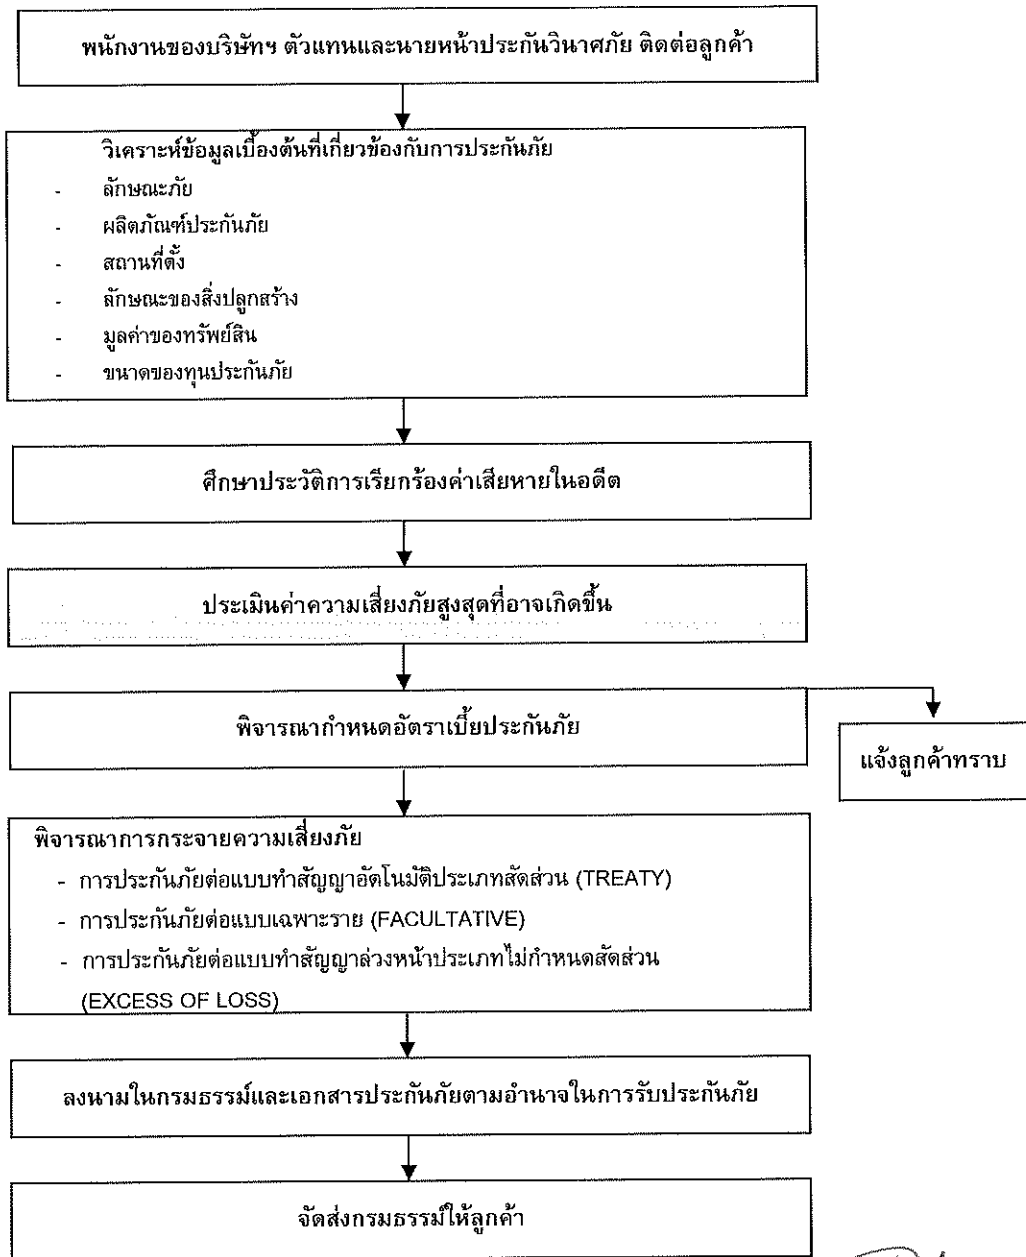 พนักงานของบริษัทฯ ตัวแทนและนายหน้าประกันวินาศภัย ติดต่อลูกค้า
วิเคราะห์ข้อมูลเบื้องต้นที่เกี่ยวข้องกับการประกันภัย
- ลักษณะภัย
- ผลิตภัณฑ์ประกันภัย
- สถานที่ตั้ง
- ลักษณะของสิ่งปลูกสร้าง
- มูลค่าของทรัพย์สิน
- ขนาดของทุนประกันภัย
ศึกษาประวัติการเรียกร้องค่าเสียหายในอดีต
ประเมินค่าความเสี่ยงภัยสูงสุดที่อาจเกิดขึ้น
พิจารณากำหนดอัตราเบี้ยประกันภัย
แจ้งลูกค้าทราบ
พิจารณาการกระจายความเสี่ยงภัย
- การประกันภัยต่อแบบทำสัญญาอัตโนมัติประเภทสัดส่วน (TREATY)
- การประกันภัยต่อแบบเฉพาะราย (FACULTATIVE)
- การประกันภัยต่อแบบทำสัญญาล่วงหน้าประเภทไม่กำหนดสัดส่วน
(EXCESS OF LOSS)
ลงนามในกรมธรรม์และเอกสารประกันภัยตามอำนาจในการรับประกันภัย
จัดส่งกรมธรรม์ให้ลูกค้า